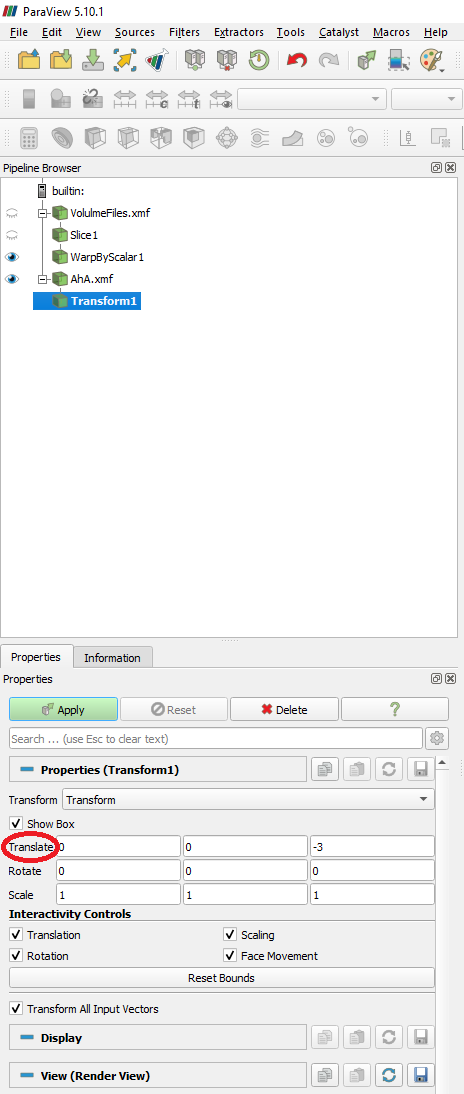 ParaView 5.10.1
File Edit View Sources Filters Extractors Tools Catalyst Macros Help
Pipeline Browser
builtin:
VolulmeFiles.xmf
Slice1
WarpByScalar1
AhA.xmf
Transform1
Properties Information
Properties
Apply Reset Delete ?
Search ... (use Esc to clear text)
Properties (Transform1)
Transform Transform
Show Box
Translate 0 0 -3
Rotate 0 0 0
Scale 1 1 1
Interactivity Controls
Translation Scaling
Rotation Face Movement
Reset Bounds
Transform All Input Vectors
Display
View (Render View)